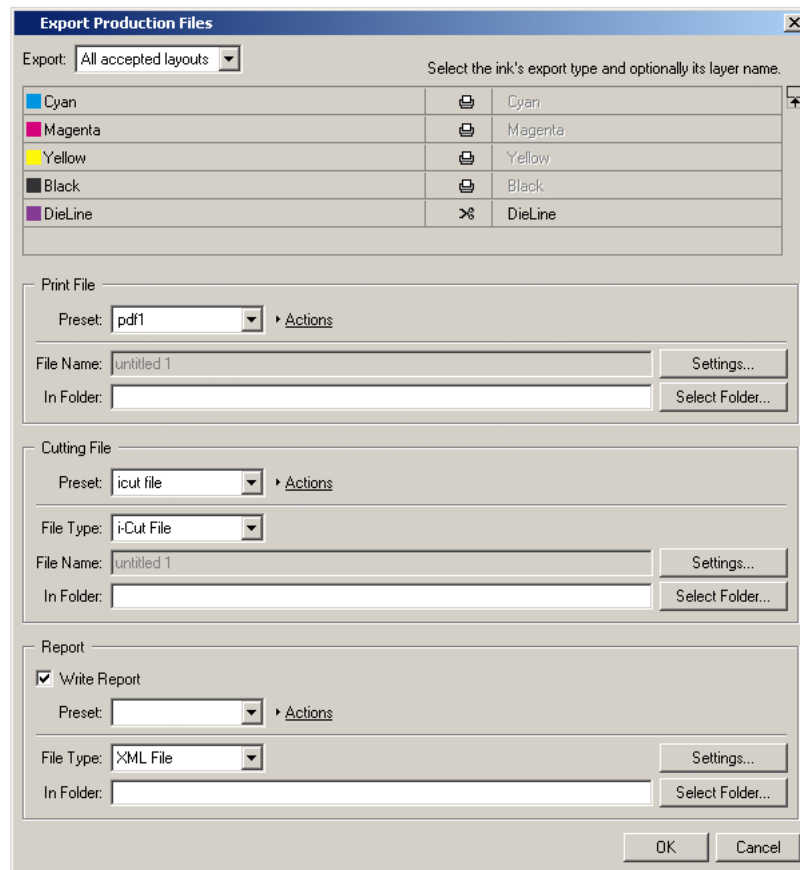 Export Production Files
Export: All accepted layouts
Select the ink's export type and optionally its layer name.
Cyan Cyan
Magenta Magenta
Yellow Yellow
Black Black
DieLine DieLine
Print File
Preset: pdf1 Actions
File Name: untitled 1 Settings...
In Folder: Select Folder...
Cutting File
Preset: icut file Actions
File Type: i-Cut File
File Name: untitled 1 Settings...
In Folder: Select Folder...
Report
Write Report
Preset: Actions
File Type: XML File Settings...
In Folder: Select Folder...
OK Cancel